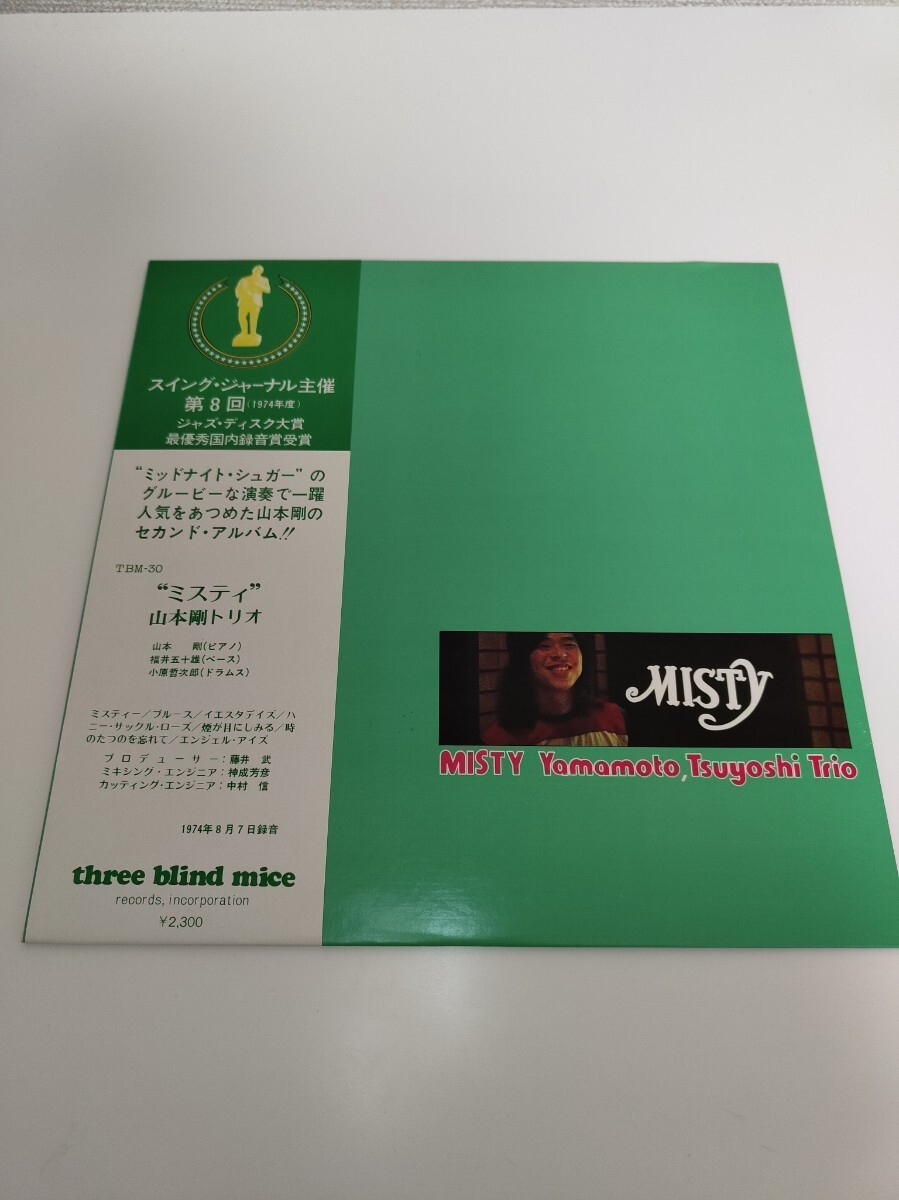 スイング・ジャーナル主催
第8回(1974年度)
ジャズ・ディスク大賞
最優秀国内録音賞受賞
“ミッドナイト・シュガー”の
グルービーな演奏で一躍
人気をあつめた山本剛の
セカンド・アルバム!!
TBM-30
“ミスティ”
山本剛トリオ
山本 剛(ピアノ)
福井五十雄(ベース)
小原哲次郎(ドラムス)
ミスティー/ブルース/イエスタデイズ/ハ
ニー・サックル・ローズ/煙が目にしみる/時
のたつのを忘れて/エンジェル・アイズ
プロデューサー:藤井 武
ミキシング・エンジニア:神成芳彦
カッティング・エンジニア:中村 信
1974年8月7日録音
three blind mice
records, incorporation
¥2,300
MISTY
MISTY Yamamoto, Tsuyoshi Trio